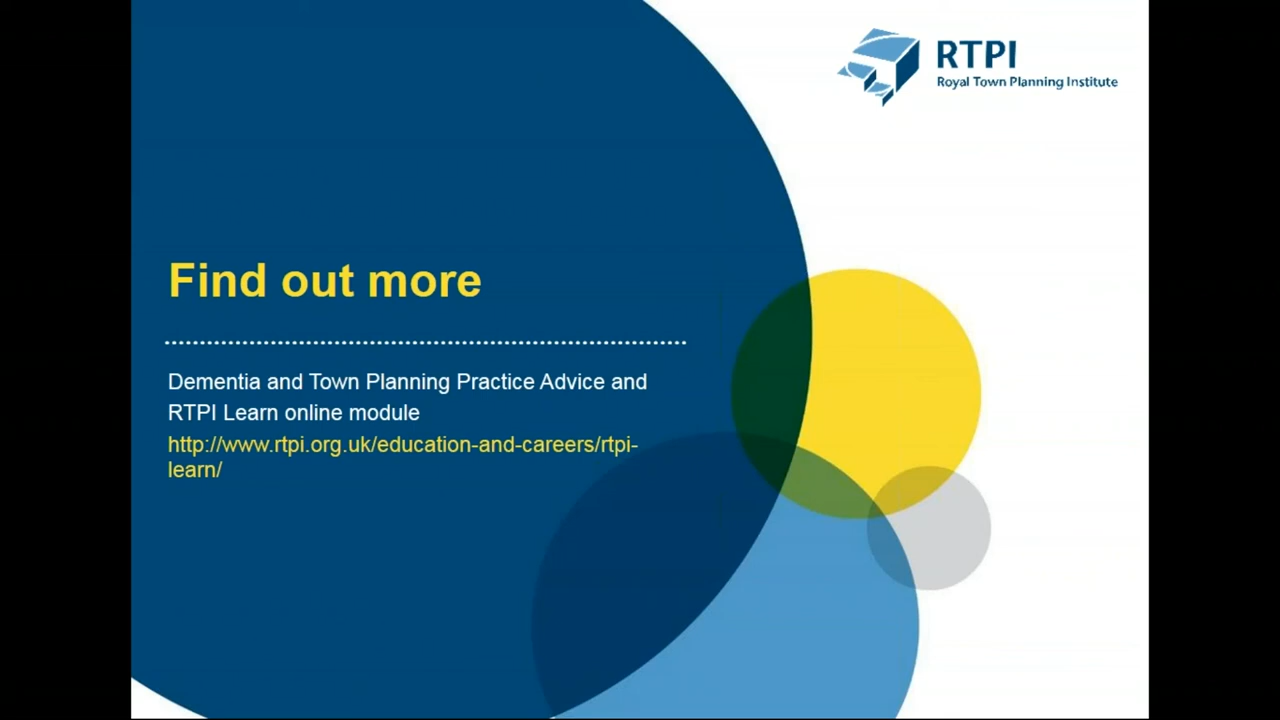 RTPI
Royal Town Planning Institute
Find out more
Dementia and Town Planning Practice Advice and
RTPI Learn online module
http://www.rtpi.org.uk/education-and-careers/rtpi-
learn/